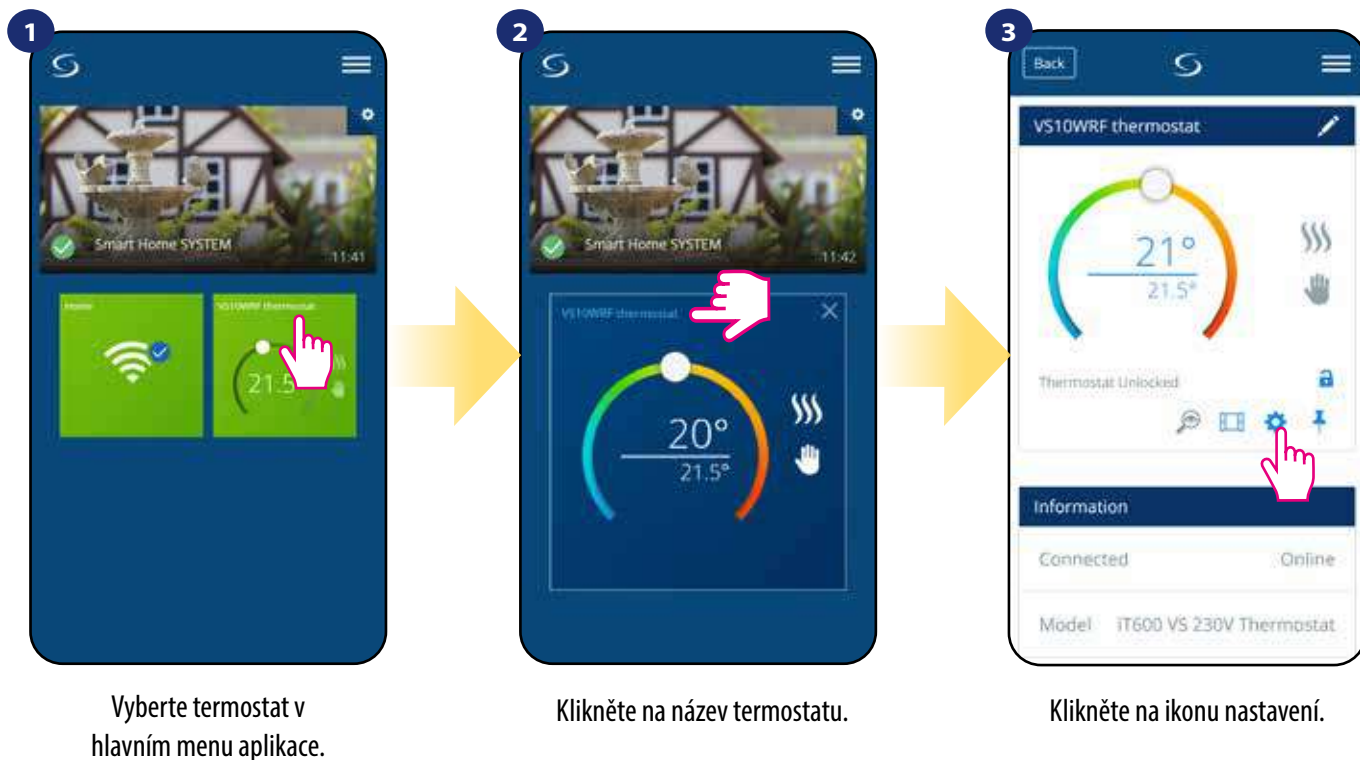 1
Smart Home SYSTEM
11:41
Home
VS10WRF thermostat
21.5
Vyberte termostat v
hlavním menu aplikace.
2
Smart Home SYSTEM
11:42
VS10WRF thermostat
20°
21.5°
Klikněte na název termostatu.
3
Back
VS10WRF thermostat
21°
21.5°
Thermostat Unlocked
Information
Connected Online
Model iT600 VS 230V Thermostat
Klikněte na ikonu nastavení.